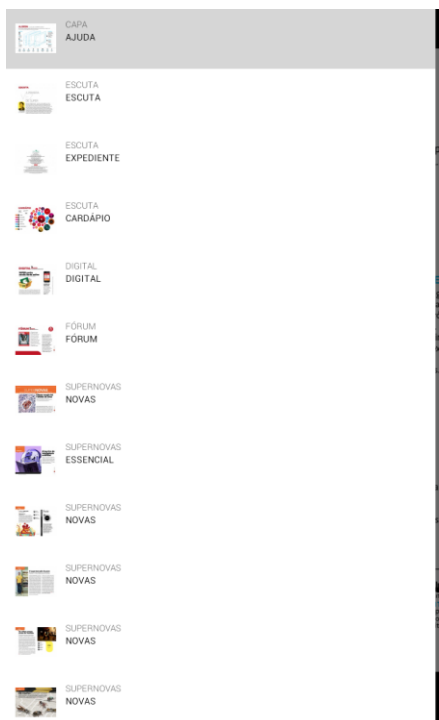 CAPA
AJUDA
ESCUTA
ESCUTA
ESCUTA
EXPEDIENTE
ESCUTA
CARDÁPIO
DIGITAL
DIGITAL
FÓRUM
FÓRUM
SUPERNOVAS
NOVAS
SUPERNOVAS
ESSENCIAL
SUPERNOVAS
NOVAS
SUPERNOVAS
NOVAS
SUPERNOVAS
NOVAS
SUPERNOVAS
NOVAS